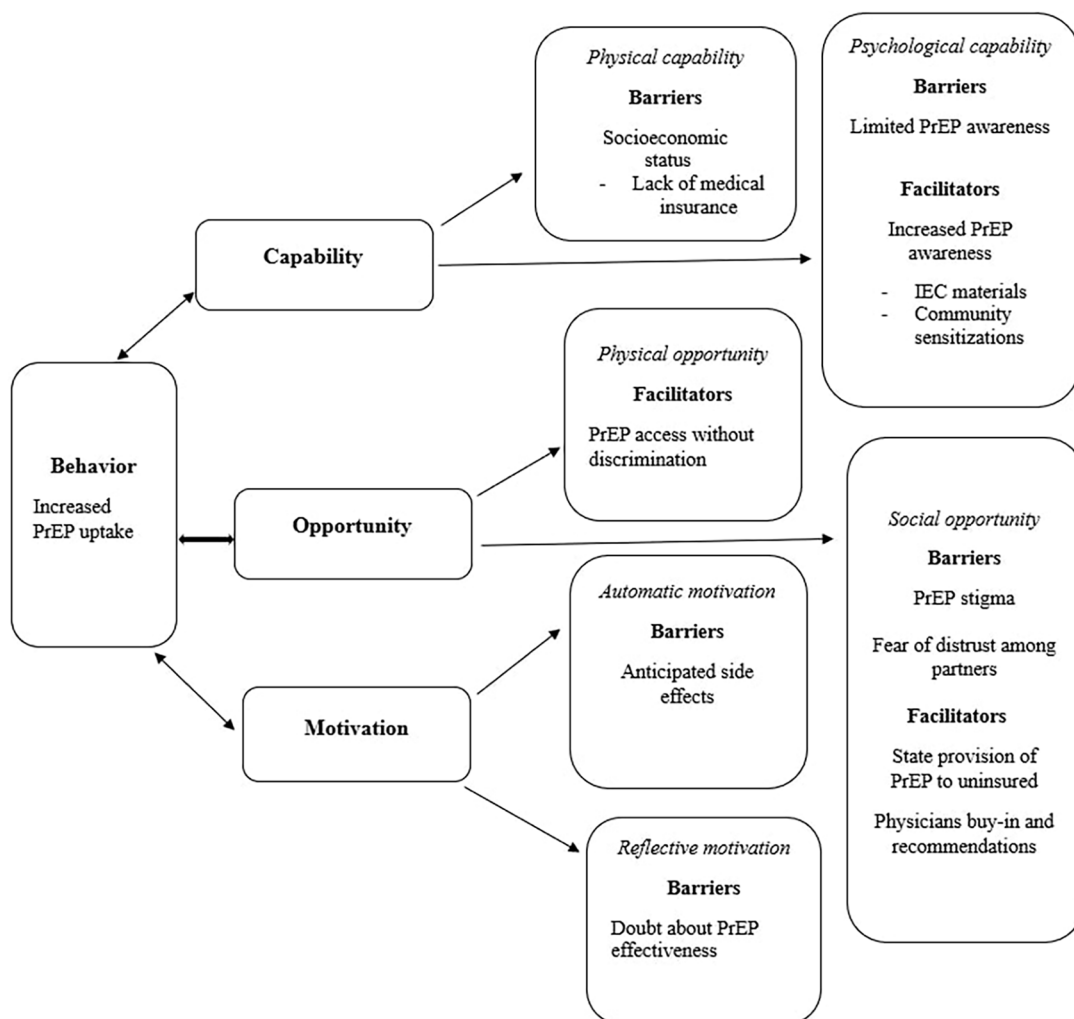 Physical capability
Barriers
Socioeconomic
status
- Lack of medical
insurance
Psychological capability
Barriers
Limited PrEP awareness
Facilitators
Increased PrEP
awareness
- IEC materials
- Community
sensitizations
Capability
Physical opportunity
Facilitators
PrEP access without
discrimination
Behavior
Increased
PrEP uptake
Opportunity
Social opportunity
Barriers
PrEP stigma
Fear of distrust among
partners
Facilitators
State provision of
PrEP to uninsured
Physicians buy-in and
recommendations
Automatic motivation
Barriers
Anticipated side
effects
Motivation
Reflective motivation
Barriers
Doubt about PrEP
effectiveness